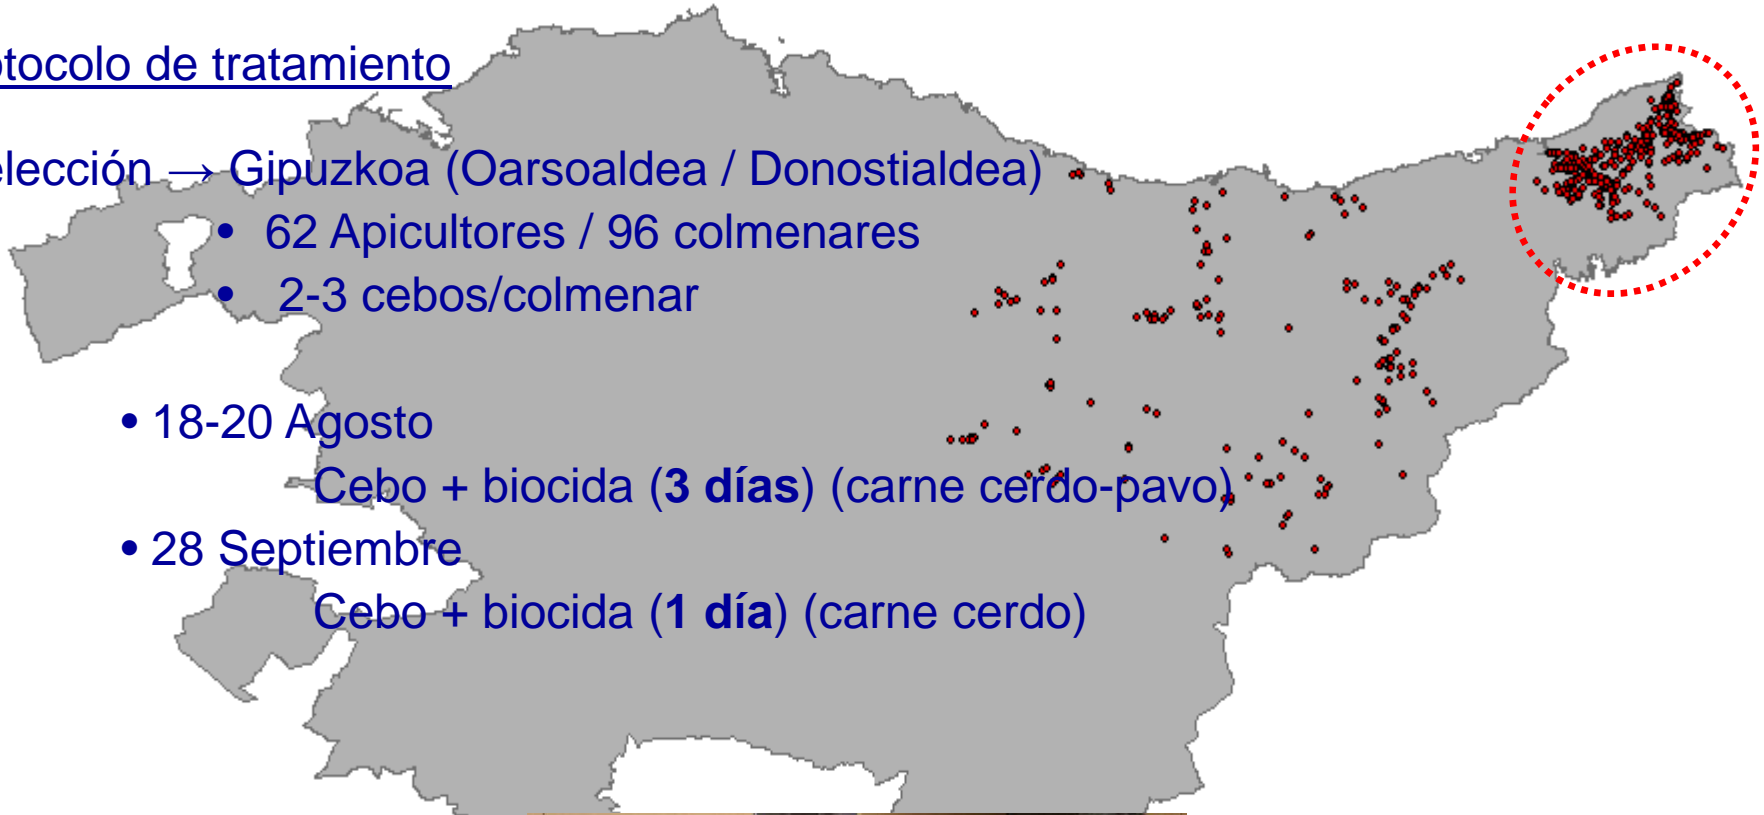 otocolo de tratamiento
elección → Gipuzkoa (Oarsoaldea / Donostialdea)
• 62 Apicultores / 96 colmenares
• 2-3 cebos/colmenar
• 18-20 Agosto
Cebo + biocida (3 días) (carne cerdo-pavo)
• 28 Septiembre
Cebo + biocida (1 día) (carne cerdo)